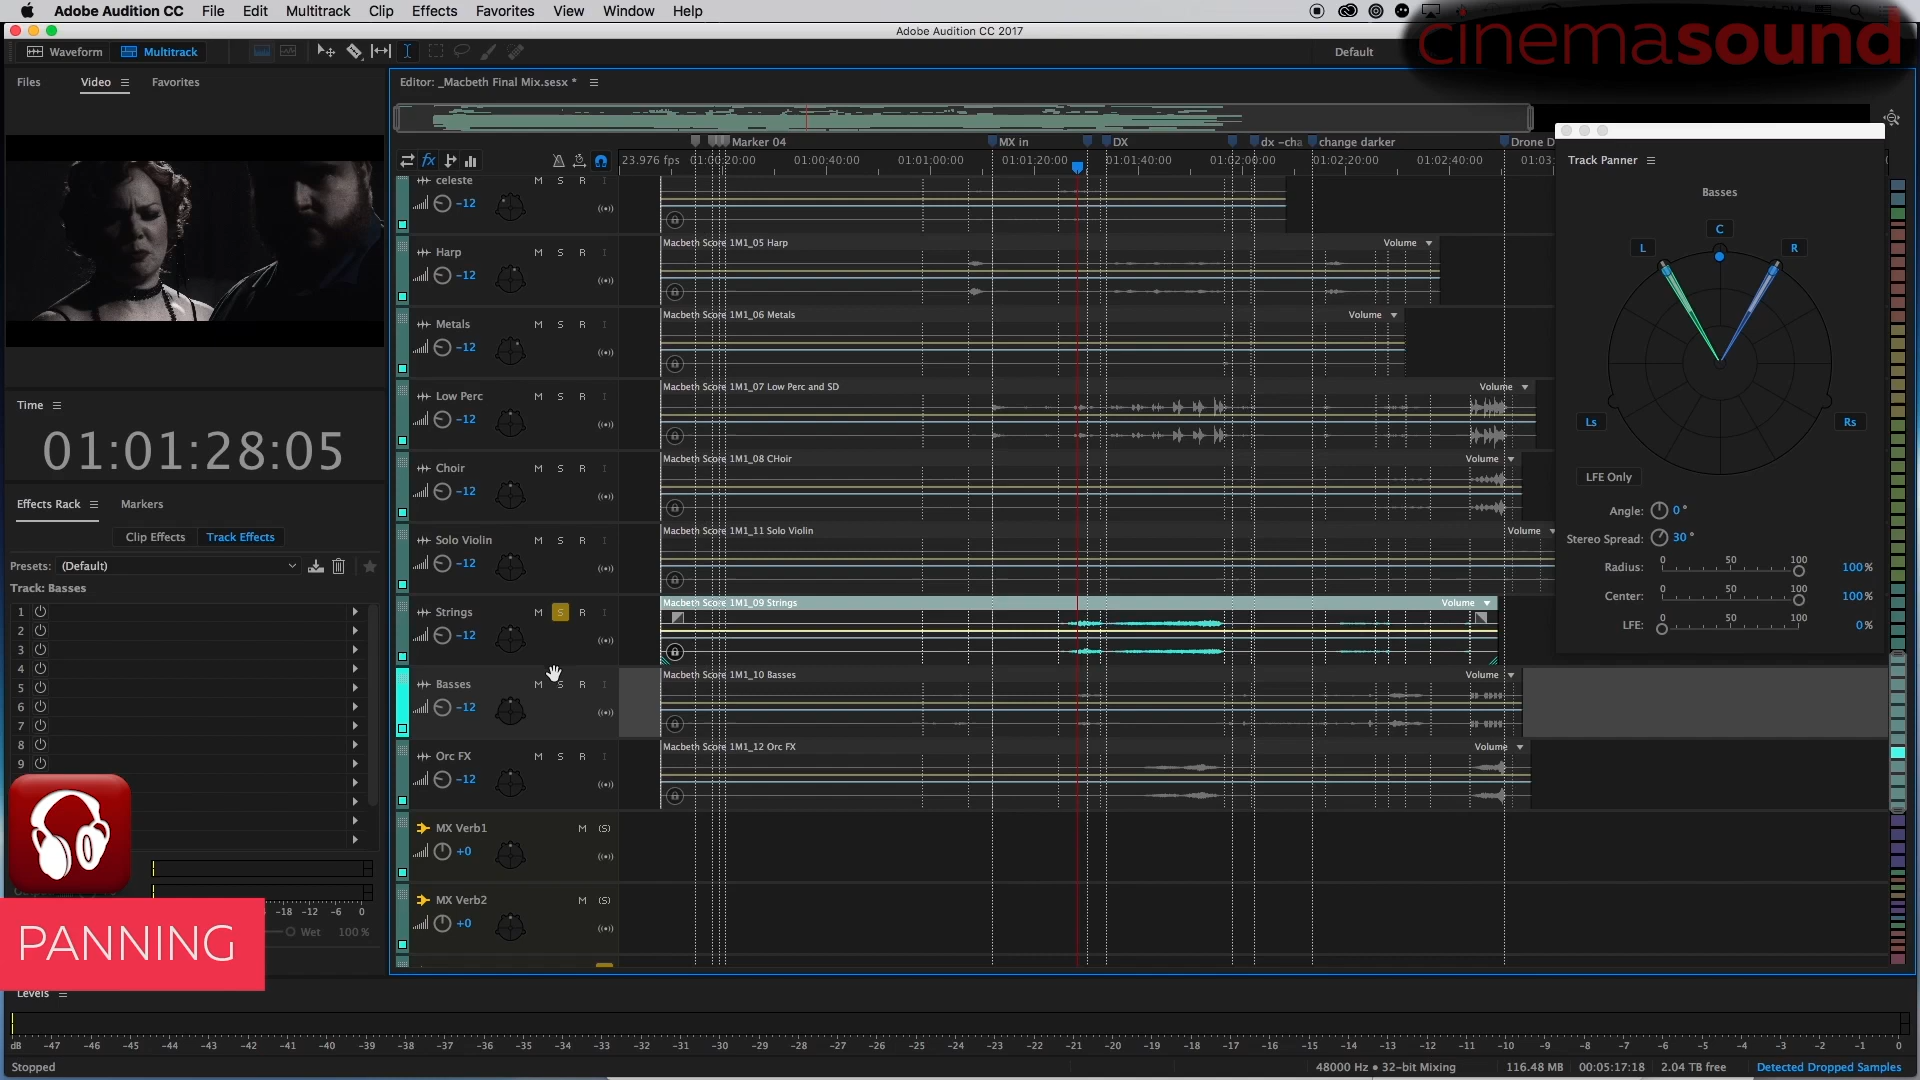 Adobe Audition CC File Edit Multitrack Clip Effects Favorites View Window Help
Adobe Audition CC 2017
cinemasound
Waveform Multitrack Default
Files Video Favorites
Editor: _Macbeth Final Mix.sesx *
Marker 04 MX in DX dx -cha change darker Drone D
fx 23.976 fps 01:00:20:00 01:00:40:00 01:01:00:00 01:01:20:00 01:01:40:00 01:02:00:00 01:02:20:00 01:02:40:00 01:03:
celeste M S R I
-12
Harp M S R I
-12
Macbeth Score 1M1_05 Harp Volume
Metals M S R I
-12
Macbeth Score 1M1_06 Metals Volume
Low Perc M S R I
-12
Macbeth Score 1M1_07 Low Perc and SD Volume
Choir M S R I
-12
Macbeth Score 1M1_08 CHoir Volume
Solo Violin M S R I
-12
Macbeth Score 1M1_11 Solo Violin Volume
Strings M S R I
-12
Macbeth Score 1M1_09 Strings Volume
Basses M S R I
-12
Macbeth Score 1M1_10 Basses Volume
Orc FX M S R I
-12
Macbeth Score 1M1_12 Orc FX Volume
MX Verb1 M (S)
+0
MX Verb2 M (S)
+0
Track Panner
Basses
C
L R
Ls Rs
LFE Only
Angle: 0 °
Stereo Spread: 30 °
0 50 100
Radius: 100 %
0 50 100
Center: 100 %
0 50 100
LFE: 0 %
Time
01:01:28:05
Effects Rack Markers
Clip Effects Track Effects
Presets: (Default)
Track: Basses
1
2
3
4
5
6
7
8
9
-18 -12 -6 0
Wet 100 %
PANNING
Levels
dB -47 -46 -45 -44 -43 -42 -41 -40 -39 -38 -37 -36 -35 -34 -33 -32 -31 -30 -29 -28 -27 -26 -25 -24 -23 -22 -21 -20 -19 -18 -17 -16 -15 -14 -13 -12 -11 -10 -9 -8 -7 -6 -5 -4 -3 -2 -1 0
Stopped 48000 Hz • 32-bit Mixing 116.48 MB 00:05:17:18 2.04 TB free Detected Dropped Samples